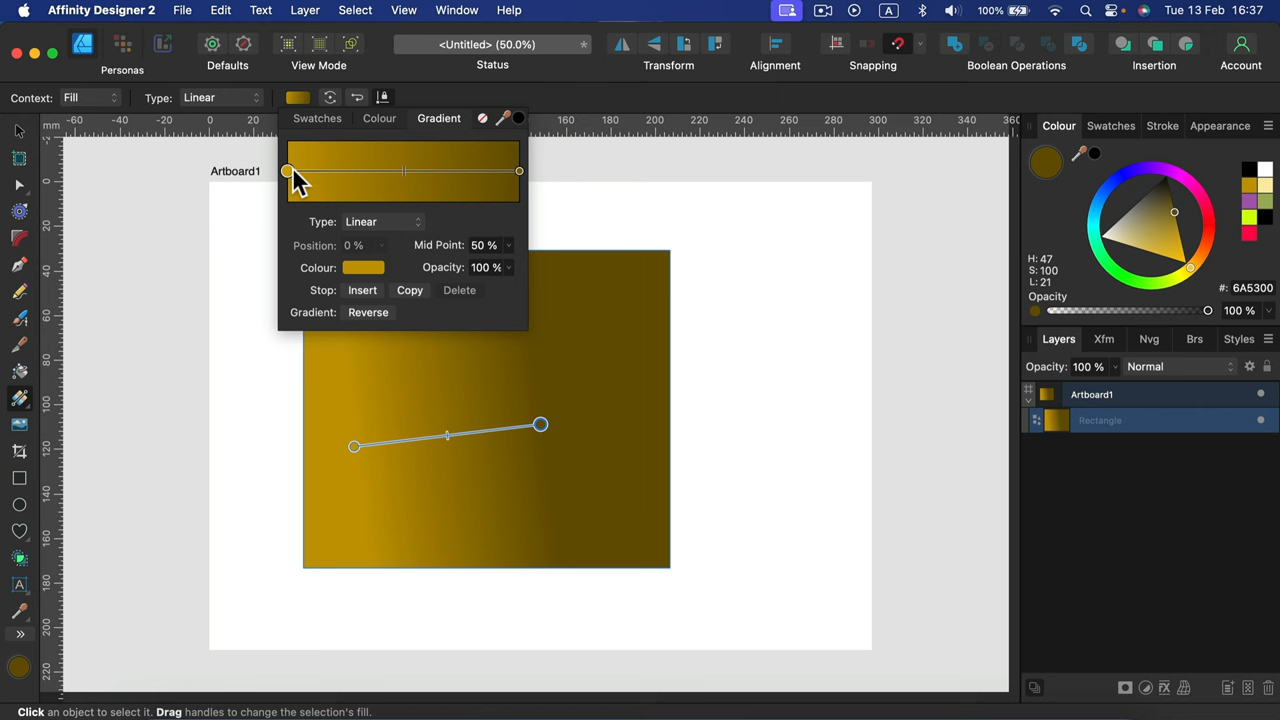 Affinity Designer 2 File Edit Text Layer Select View Window Help A 100% Tue 13 Feb 16:37
<Untitled> (50.0%) *
Personas Defaults View Mode Status Transform Alignment Snapping Boolean Operations Insertion Account
Context: Fill Type: Linear
mm -60 -40 -20 0 20 160 180 200 220 240 260 280 300 320 340 360
Swatches Colour Gradient
Type: Linear
Position: 0 % Mid Point: 50 %
Colour: Opacity: 100 %
Stop: Insert Copy Delete
Gradient: Reverse
Artboard1
0
20
40
60
80
100
120
140
160
180
200
220
Colour Swatches Stroke Appearance
H: 47
S: 100
L: 21
#: 6A5300
Opacity
100 %
Layers Xfm Nvg Brs Styles
Opacity: 100 % Normal
Artboard1
Rectangle
Click an object to select it. Drag handles to change the selection's fill.